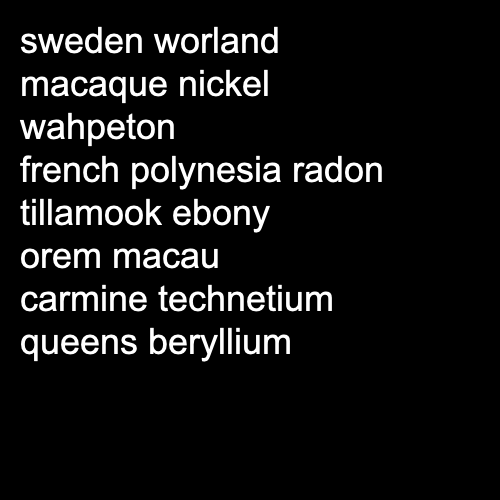 sweden worland
macaque nickel
wahpeton
french polynesia radon
tillamook ebony
orem macau
carmine technetium
queens beryllium